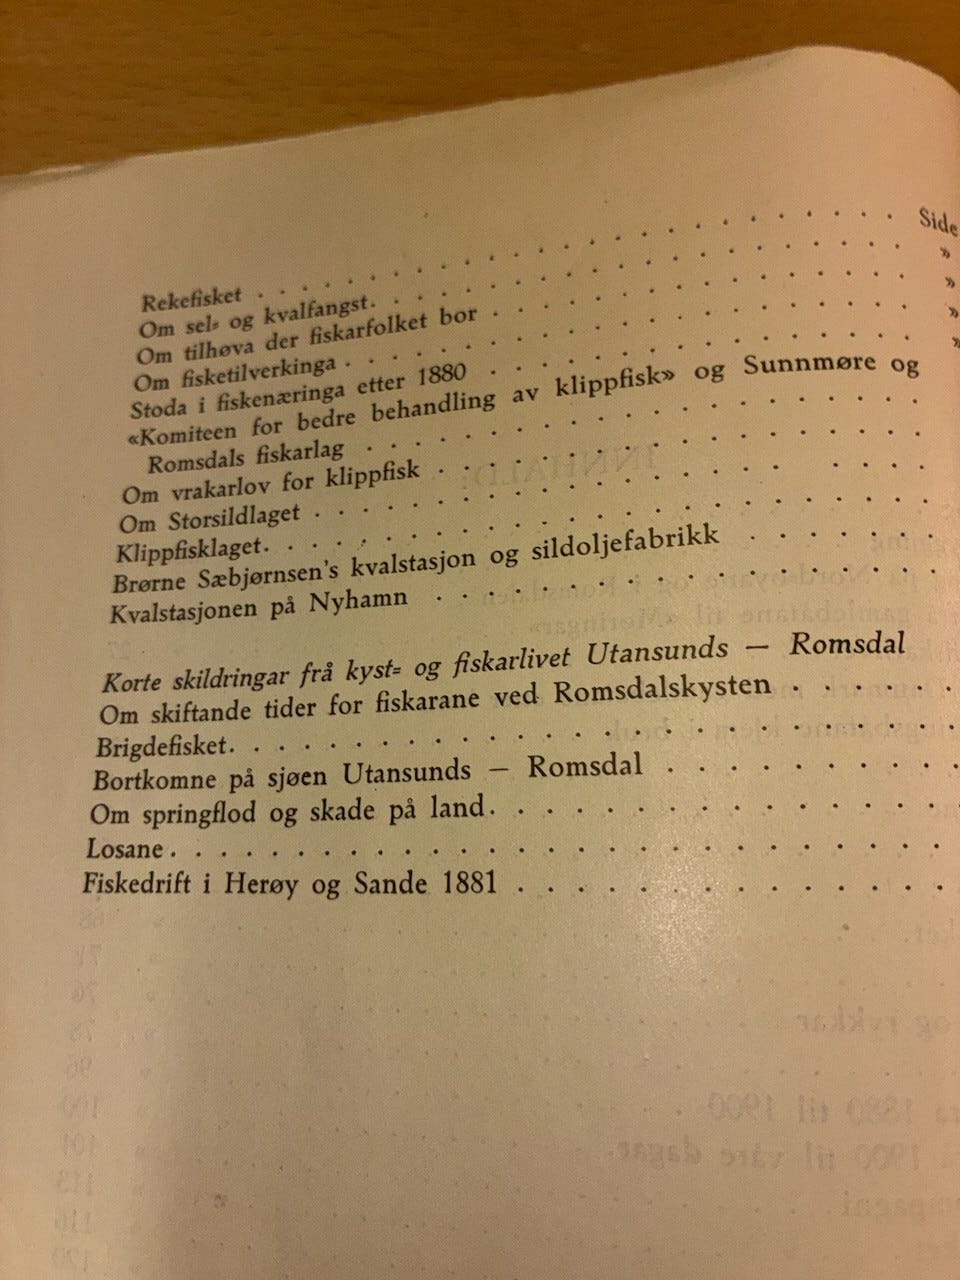 Side
Rekefisket . . . . . . . . . . . . . . . »
Om sel- og kvalfangst. . . . . . . . . . . . . . »
Om tilhøva der fiskarfolket bor . . . . . . . . . . »
Om fisketilverkinga . . . . . . . . . . . . . . »
Stoda i fiskenæringa etter 1880 . . . . . . . . . .
«Komiteen for bedre behandling av klippfisk» og Sunnmøre og
Romsdals fiskarlag . . . . . . . . . . . . . .
Om vrakarlov for klippfisk . . . . . . . . . . . .
Om Storsildlaget . . . . . . . . . . . . . . .
Klippfisklaget. . . . . . . . . . . . . . . . .
Brørne Sæbjørnsen's kvalstasjon og sildoljefabrikk . . . . .
Kvalstasjonen på Nyhamn . . . . . . . . . . . . .
Korte skildringar frå kyst- og fiskarlivet Utansunds — Romsdal
Om skiftande tider for fiskarane ved Romsdalskysten . . . . .
Brigdefisket. . . . . . . . . . . . . . . . . .
Bortkomne på sjøen Utansunds — Romsdal . . . . . . . .
Om springflod og skade på land. . . . . . . . . . . .
Losane . . . . . . . . . . . . . . . . . . . .
Fiskedrift i Herøy og Sande 1881 . . . . . . . . . . .